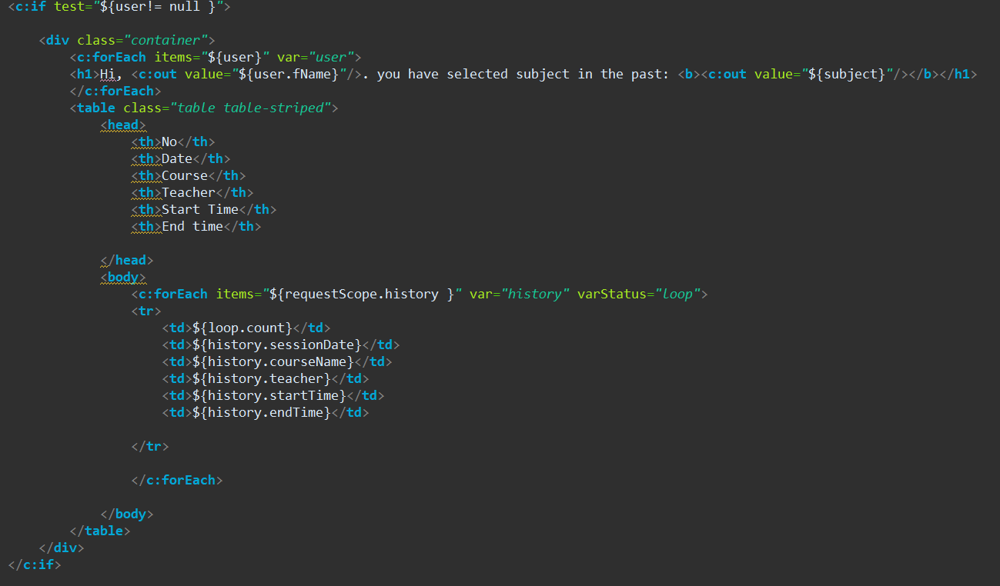 <c:if test="${user!= null }">
<div class="container">
<c:forEach items="${user}" var="user">
<h1>Hi, <c:out value="${user.fName}"/>. you have selected subject in the past: <b><c:out value="${subject}"/></b></h1>
</c:forEach>
<table class="table table-striped">
<head>
<th>No</th>
<th>Date</th>
<th>Course</th>
<th>Teacher</th>
<th>Start Time</th>
<th>End time</th>
</head>
<body>
<c:forEach items="${requestScope.history }" var="history" varStatus="loop">
<tr>
<td>${loop.count}</td>
<td>${history.sessionDate}</td>
<td>${history.courseName}</td>
<td>${history.teacher}</td>
<td>${history.startTime}</td>
<td>${history.endTime}</td>
</tr>
</c:forEach>
</body>
</table>
</div>
</c:if>